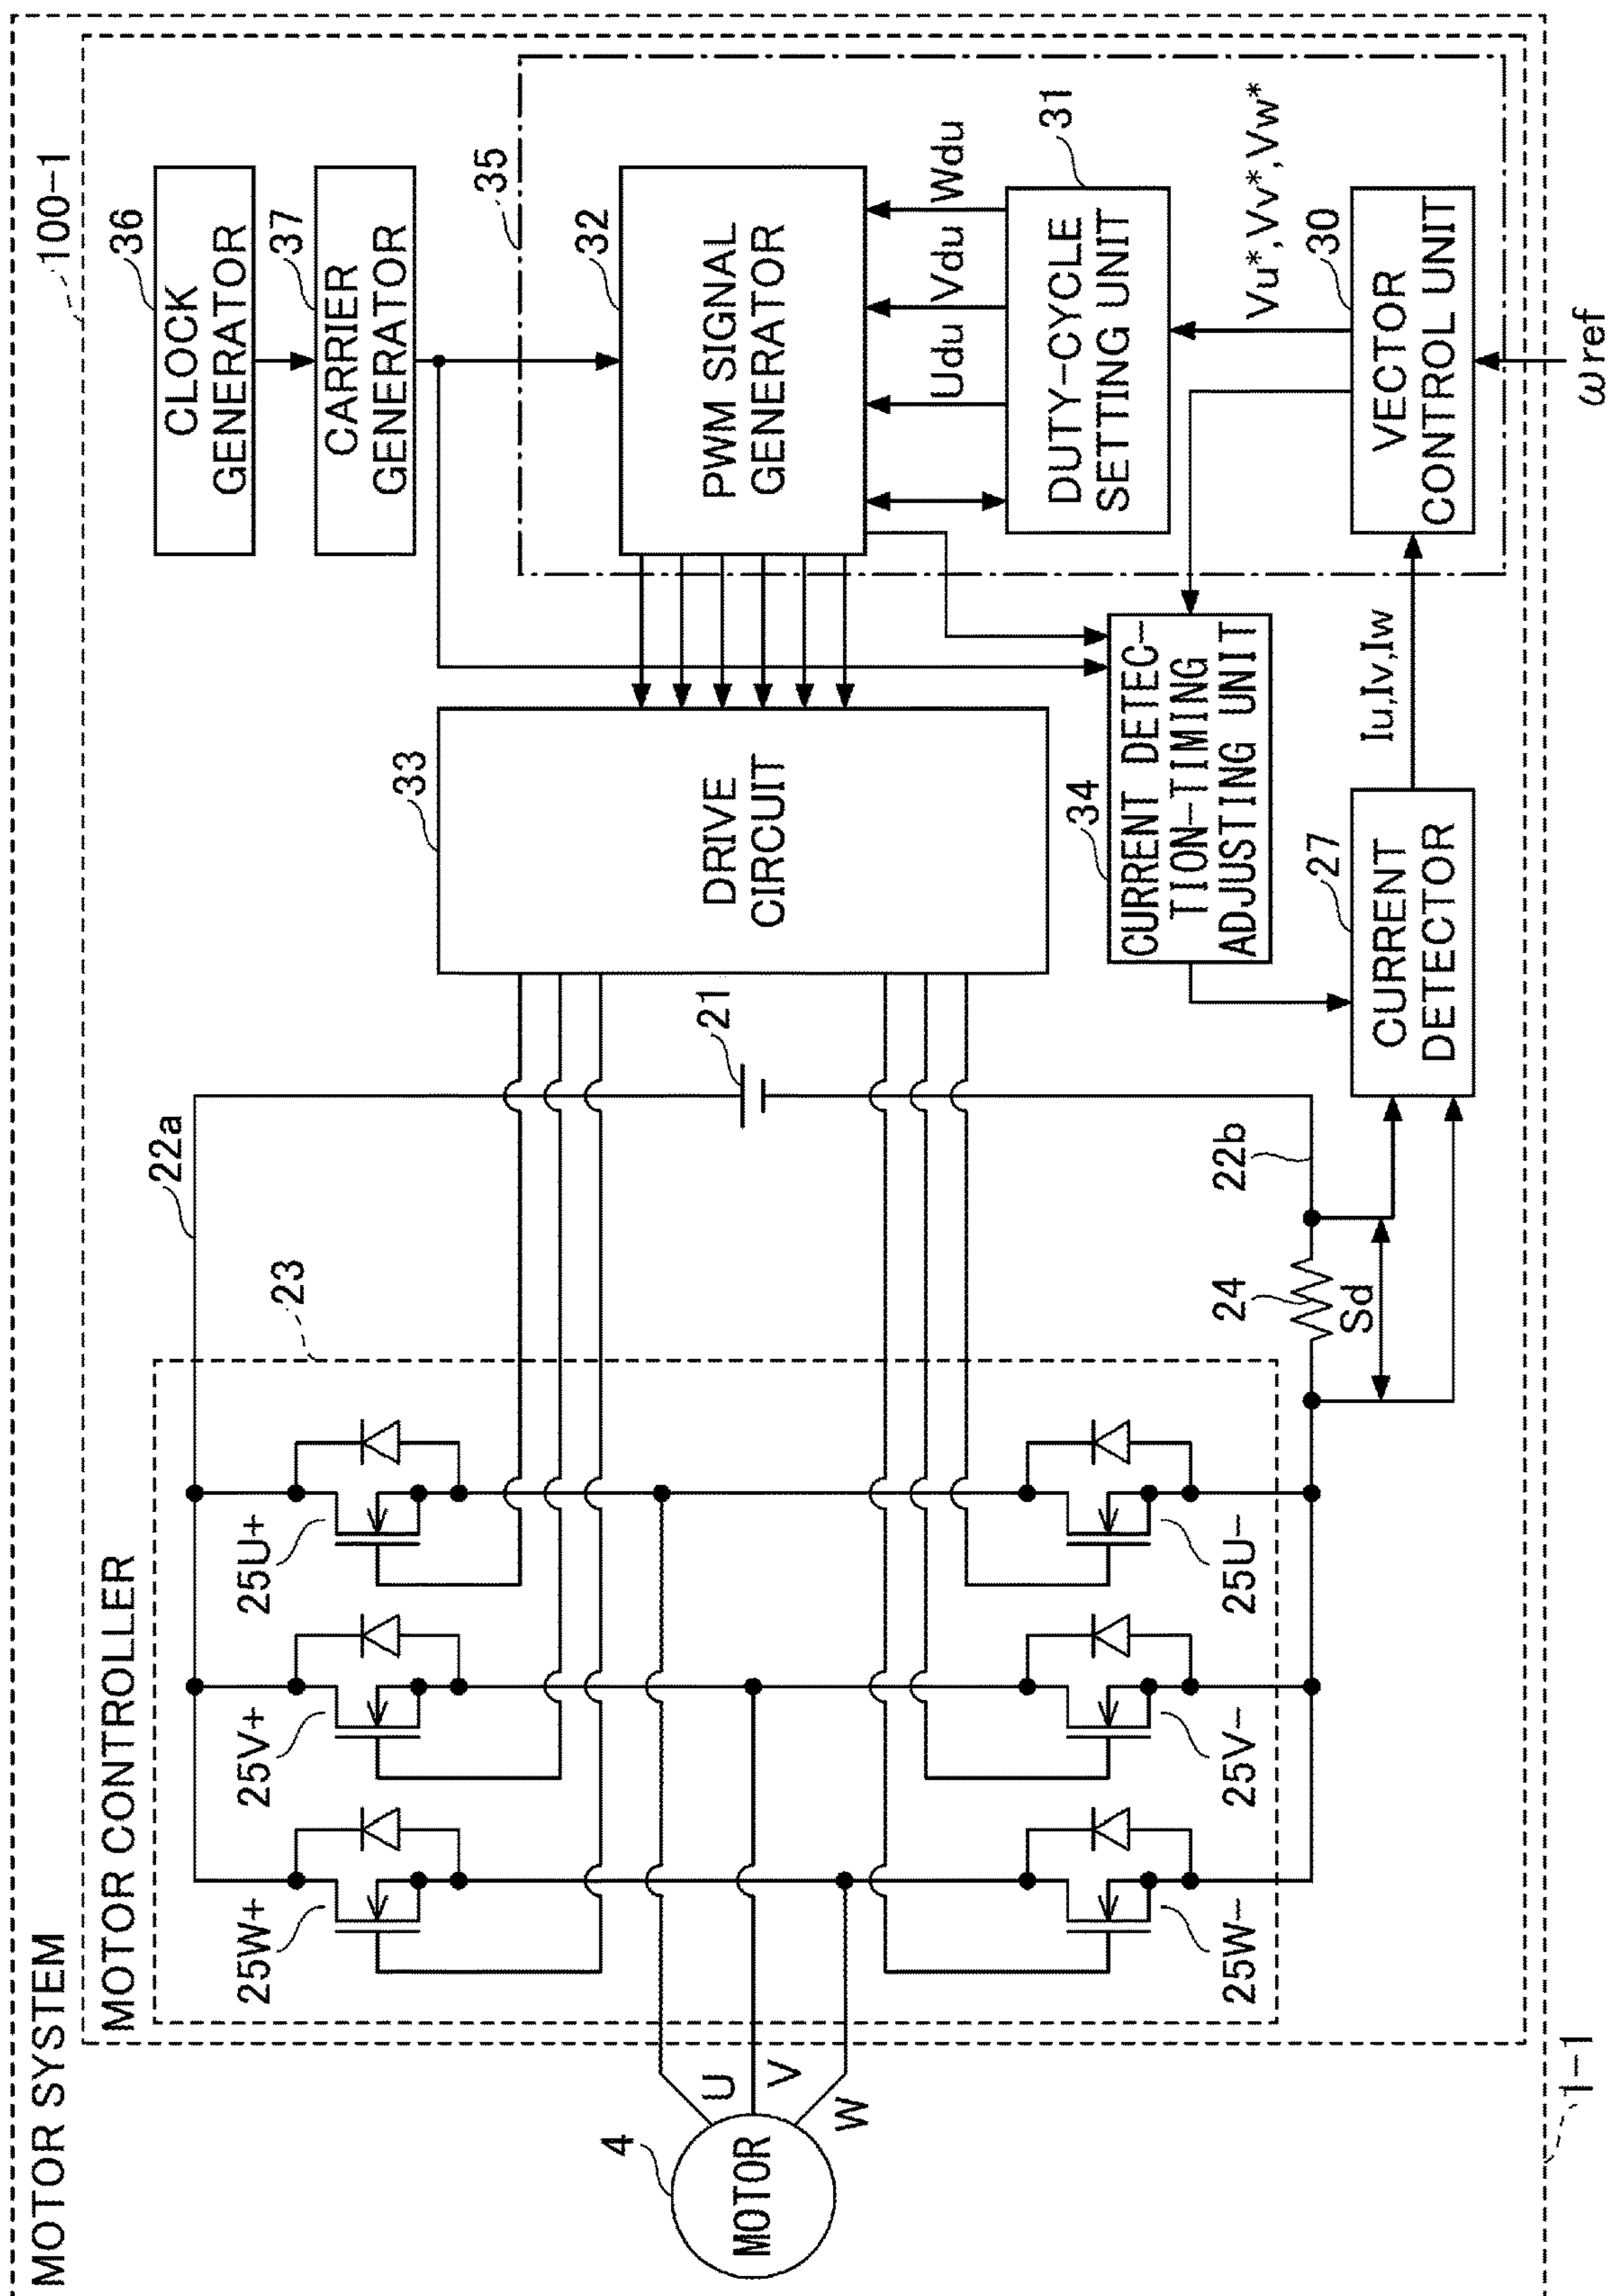 MOTOR SYSTEM
MOTOR CONTROLLER
100-1
1-1
4
MOTOR
U
V
W
23
25U+
25V+
25W+
25U-
25V-
25W-
22a
22b
21
24
Sd
33
DRIVE
CIRCUIT
36
CLOCK
GENERATOR
37
CARRIER
GENERATOR
35
32
PWM SIGNAL
GENERATOR
Udu
Vdu
Wdu
31
DUTY-CYCLE
SETTING UNIT
Vu*,Vv*,Vw*
30
VECTOR
CONTROL UNIT
ωref
34
CURRENT DETEC-
TION-TIMING
ADJUSTING UNIT
27
CURRENT
DETECTOR
Iu,Iv,Iw